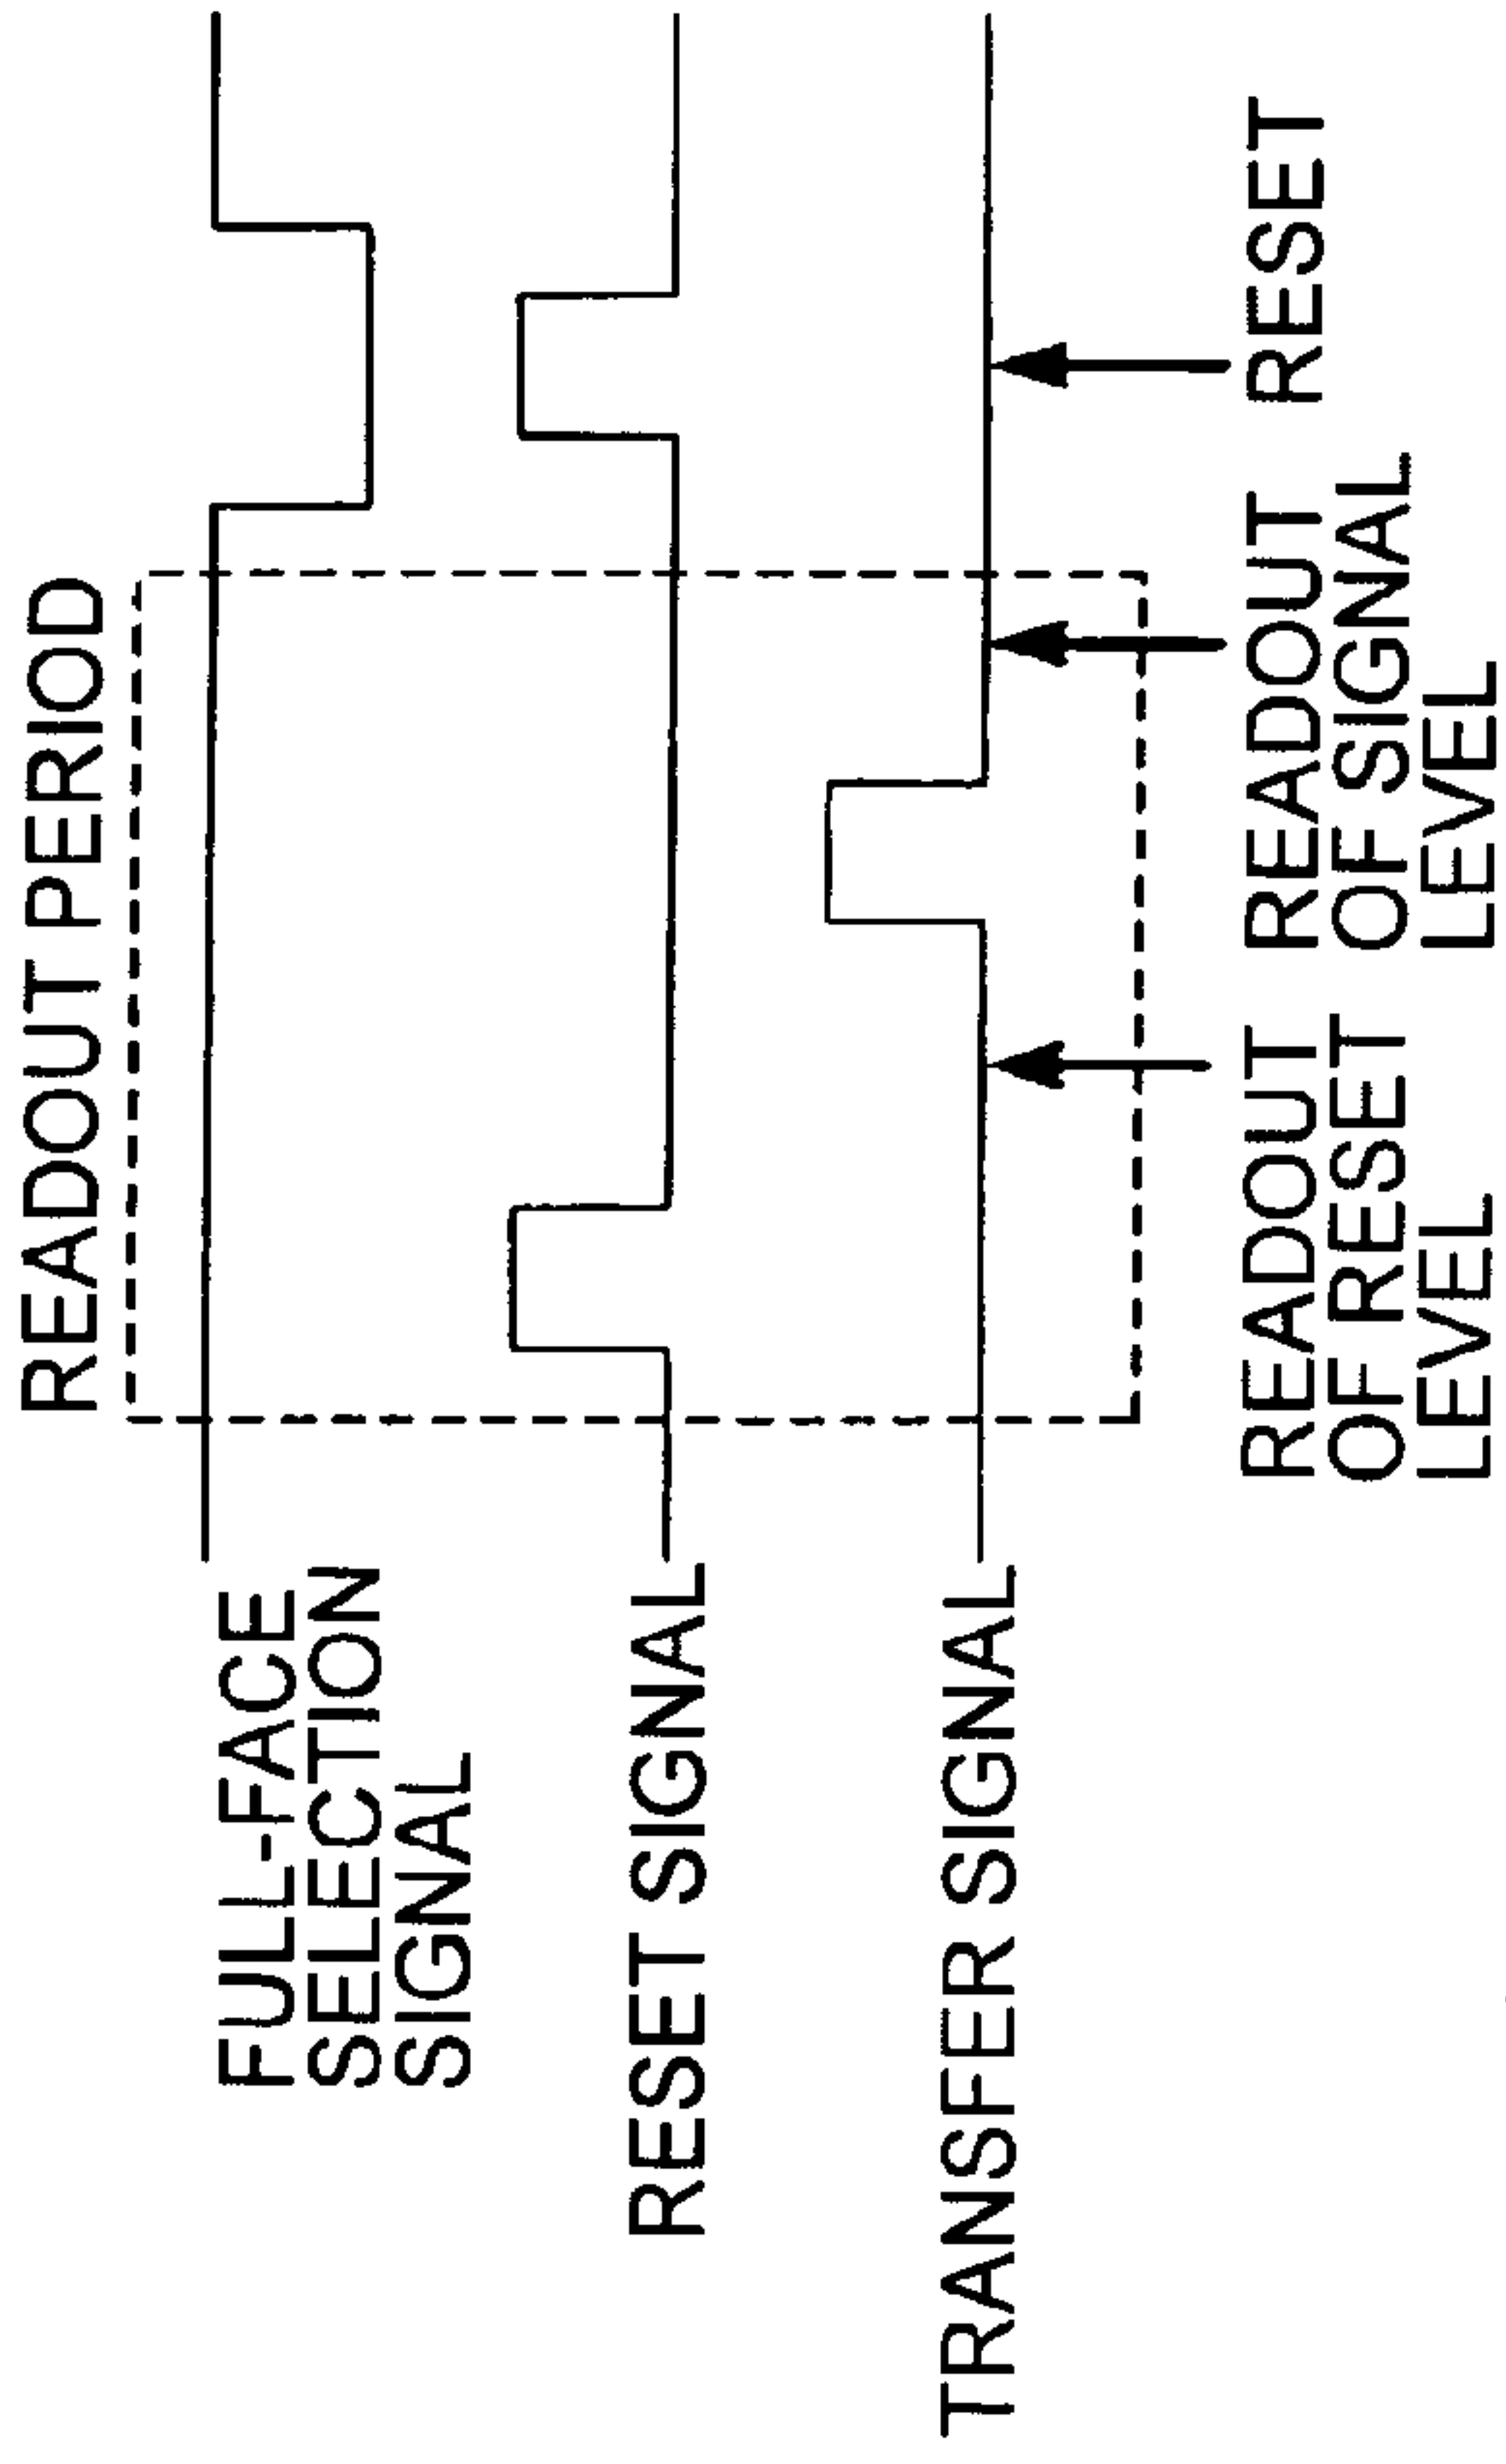 READOUT PERIOD
FULL-FACE
SELECTION
SIGNAL
RESET SIGNAL
TRANSFER SIGNAL
READOUT
OF RESET
LEVEL
READOUT
OF SIGNAL
LEVEL
RESET